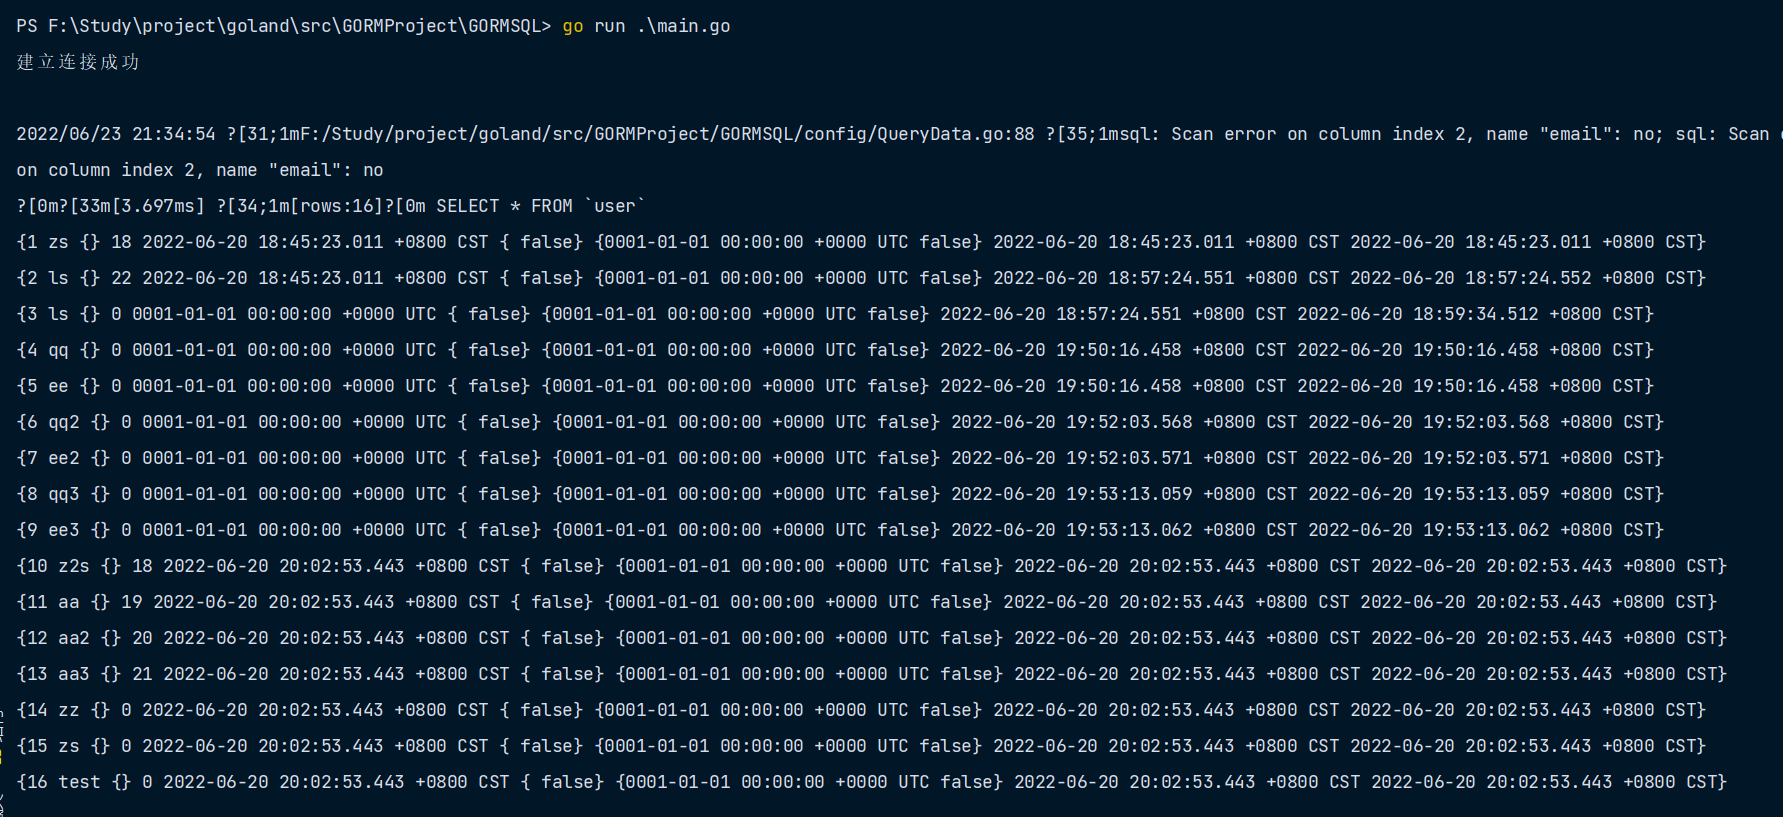 PS F:\Study\project\goland\src\GORMProject\GORMSQL> go run .\main.go
建立连接成功
2022/06/23 21:34:54 ?[31;1mF:/Study/project/goland/src/GORMProject/GORMSQL/config/QueryData.go:88 ?[35;1msql: Scan error on column index 2, name "email": no; sql: Scan
on column index 2, name "email": no
?[0m?[33m[3.697ms] ?[34;1m[rows:16]?[0m SELECT * FROM `user`
{1 zs {} 18 2022-06-20 18:45:23.011 +0800 CST { false} {0001-01-01 00:00:00 +0000 UTC false} 2022-06-20 18:45:23.011 +0800 CST 2022-06-20 18:45:23.011 +0800 CST}
{2 ls {} 22 2022-06-20 18:45:23.011 +0800 CST { false} {0001-01-01 00:00:00 +0000 UTC false} 2022-06-20 18:57:24.551 +0800 CST 2022-06-20 18:57:24.552 +0800 CST}
{3 ls {} 0 0001-01-01 00:00:00 +0000 UTC { false} {0001-01-01 00:00:00 +0000 UTC false} 2022-06-20 18:57:24.551 +0800 CST 2022-06-20 18:59:34.512 +0800 CST}
{4 qq {} 0 0001-01-01 00:00:00 +0000 UTC { false} {0001-01-01 00:00:00 +0000 UTC false} 2022-06-20 19:50:16.458 +0800 CST 2022-06-20 19:50:16.458 +0800 CST}
{5 ee {} 0 0001-01-01 00:00:00 +0000 UTC { false} {0001-01-01 00:00:00 +0000 UTC false} 2022-06-20 19:50:16.458 +0800 CST 2022-06-20 19:50:16.458 +0800 CST}
{6 qq2 {} 0 0001-01-01 00:00:00 +0000 UTC { false} {0001-01-01 00:00:00 +0000 UTC false} 2022-06-20 19:52:03.568 +0800 CST 2022-06-20 19:52:03.568 +0800 CST}
{7 ee2 {} 0 0001-01-01 00:00:00 +0000 UTC { false} {0001-01-01 00:00:00 +0000 UTC false} 2022-06-20 19:52:03.571 +0800 CST 2022-06-20 19:52:03.571 +0800 CST}
{8 qq3 {} 0 0001-01-01 00:00:00 +0000 UTC { false} {0001-01-01 00:00:00 +0000 UTC false} 2022-06-20 19:53:13.059 +0800 CST 2022-06-20 19:53:13.059 +0800 CST}
{9 ee3 {} 0 0001-01-01 00:00:00 +0000 UTC { false} {0001-01-01 00:00:00 +0000 UTC false} 2022-06-20 19:53:13.062 +0800 CST 2022-06-20 19:53:13.062 +0800 CST}
{10 z2s {} 18 2022-06-20 20:02:53.443 +0800 CST { false} {0001-01-01 00:00:00 +0000 UTC false} 2022-06-20 20:02:53.443 +0800 CST 2022-06-20 20:02:53.443 +0800 CST}
{11 aa {} 19 2022-06-20 20:02:53.443 +0800 CST { false} {0001-01-01 00:00:00 +0000 UTC false} 2022-06-20 20:02:53.443 +0800 CST 2022-06-20 20:02:53.443 +0800 CST}
{12 aa2 {} 20 2022-06-20 20:02:53.443 +0800 CST { false} {0001-01-01 00:00:00 +0000 UTC false} 2022-06-20 20:02:53.443 +0800 CST 2022-06-20 20:02:53.443 +0800 CST}
{13 aa3 {} 21 2022-06-20 20:02:53.443 +0800 CST { false} {0001-01-01 00:00:00 +0000 UTC false} 2022-06-20 20:02:53.443 +0800 CST 2022-06-20 20:02:53.443 +0800 CST}
{14 zz {} 0 2022-06-20 20:02:53.443 +0800 CST { false} {0001-01-01 00:00:00 +0000 UTC false} 2022-06-20 20:02:53.443 +0800 CST 2022-06-20 20:02:53.443 +0800 CST}
{15 zs {} 0 2022-06-20 20:02:53.443 +0800 CST { false} {0001-01-01 00:00:00 +0000 UTC false} 2022-06-20 20:02:53.443 +0800 CST 2022-06-20 20:02:53.443 +0800 CST}
{16 test {} 0 2022-06-20 20:02:53.443 +0800 CST { false} {0001-01-01 00:00:00 +0000 UTC false} 2022-06-20 20:02:53.443 +0800 CST 2022-06-20 20:02:53.443 +0800 CST}